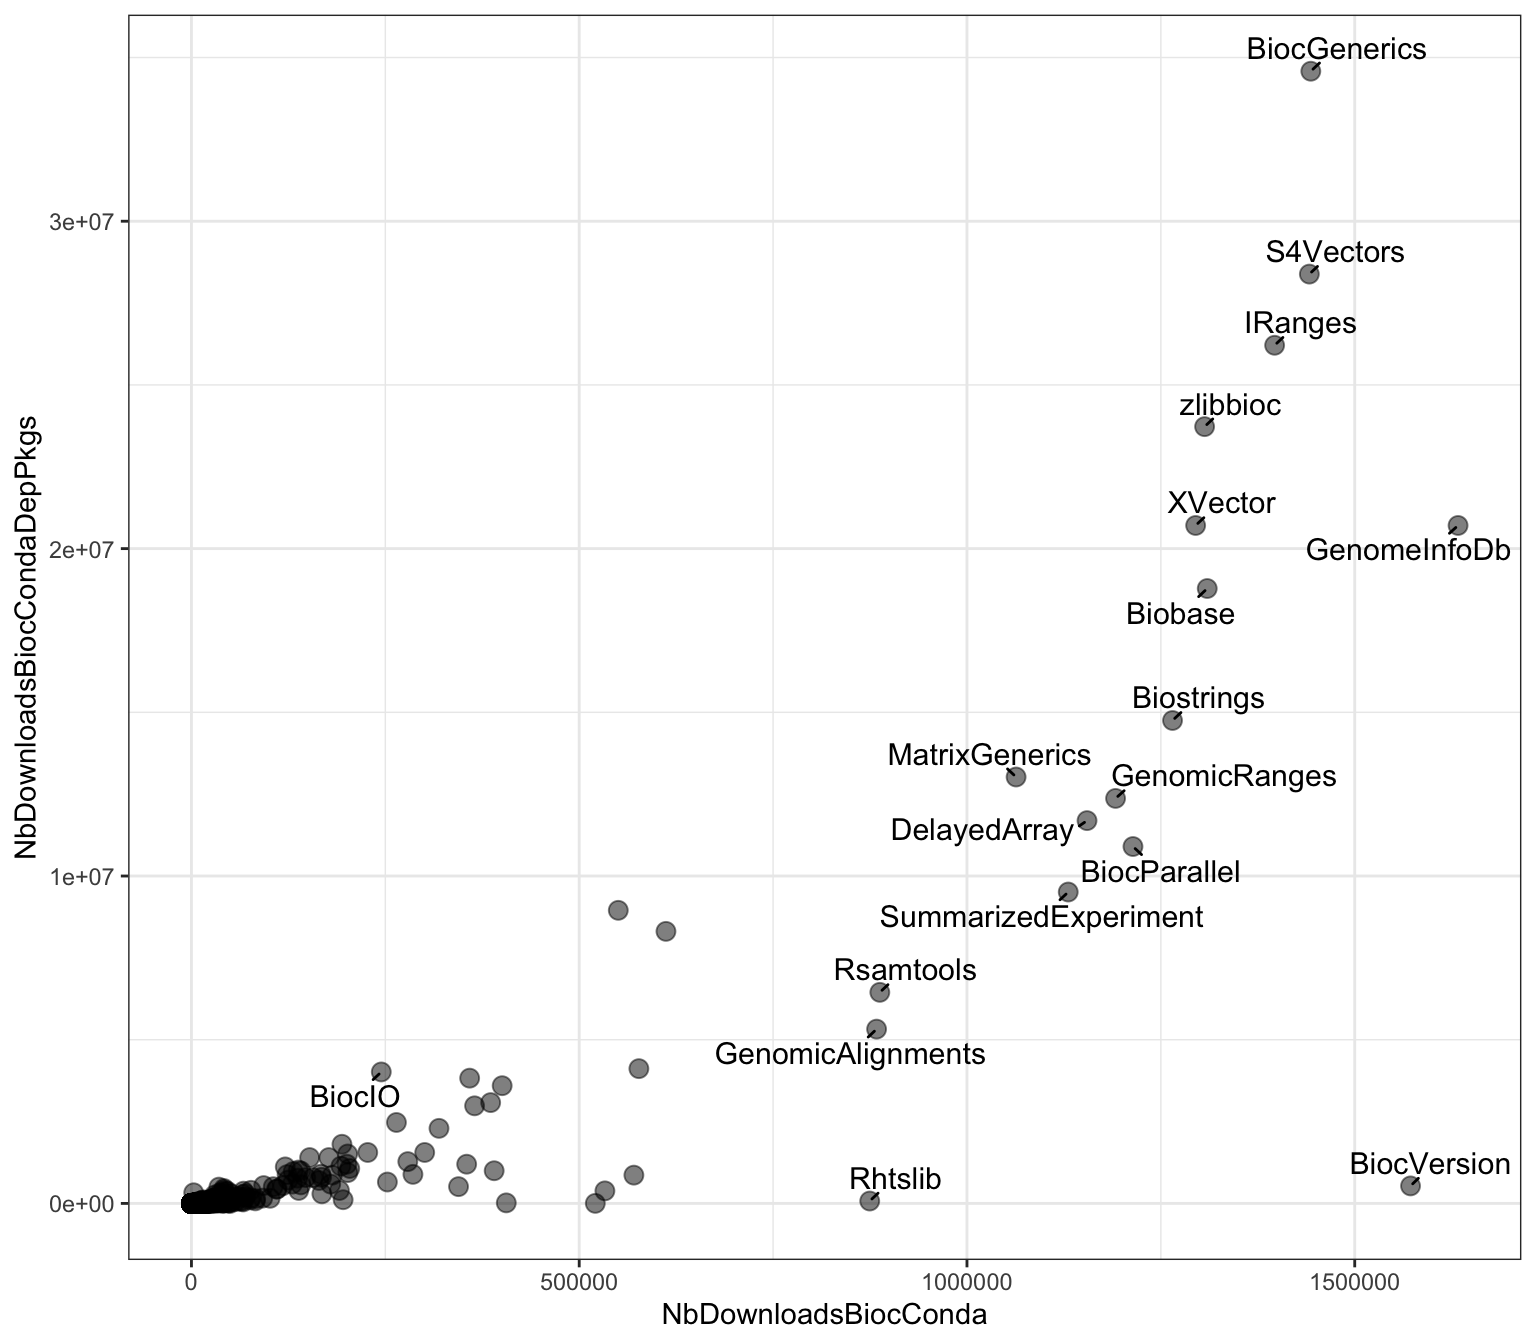 BiocGenerics
S4Vectors
IRanges
zlibbioc
XVector
GenomeInfoDb
Biobase
Biostrings
MatrixGenerics
GenomicRanges
DelayedArray
BiocParallel
SummarizedExperiment
Rsamtools
GenomicAlignments
BiocIO
BiocVersion
Rhtslib
3e+07
2e+07
1e+07
0e+00
NbDownloadsBiocCondaDepPkgs
0
500000
1000000
1500000
NbDownloadsBiocConda